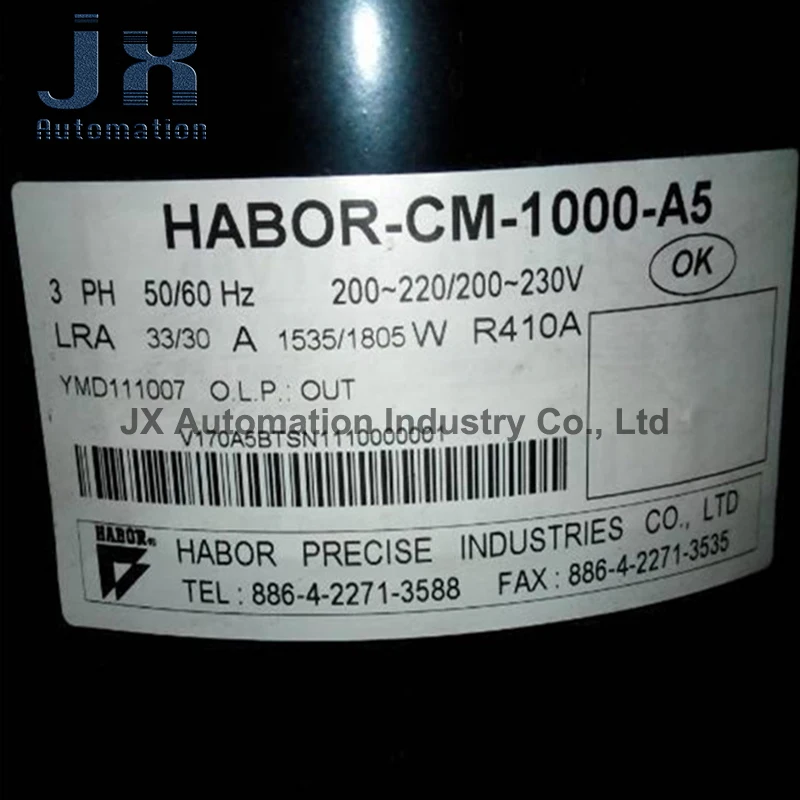 JX
Automation
HABOR-CM-1000-A5
3 PH 50/60 Hz 200~220/200~230V
OK
LRA 33/30 A 1535/1805 W R410A
YMD111007 O.L.P.: OUT
JX Automation Industry Co., Ltd
V170A5BTSN1110000001
HABOR®
HABOR PRECISE INDUSTRIES CO., LTD
TEL : 886-4-2271-3588 FAX : 886-4-2271-3535